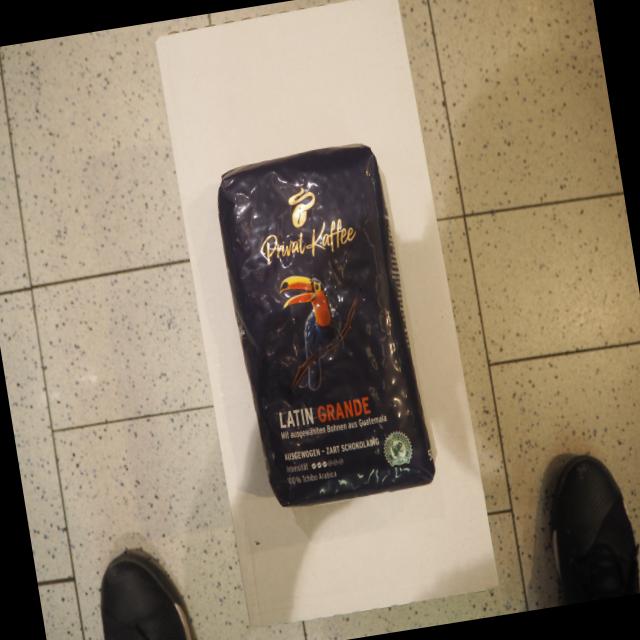 Privat Kaffee
LATIN GRANDE
Mit ausgewählten Bohnen aus Guatemala
AUSGEWOGEN - ZART SCHOKOLADIG
Intensität
100% Tchibo Arabica